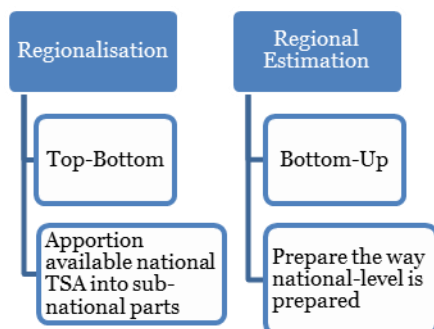 Regionalisation
Top-Bottom
Apportion
available national
TSA into sub-
national parts
Regional
Estimation
Bottom-Up
Prepare the way
national-level is
prepared